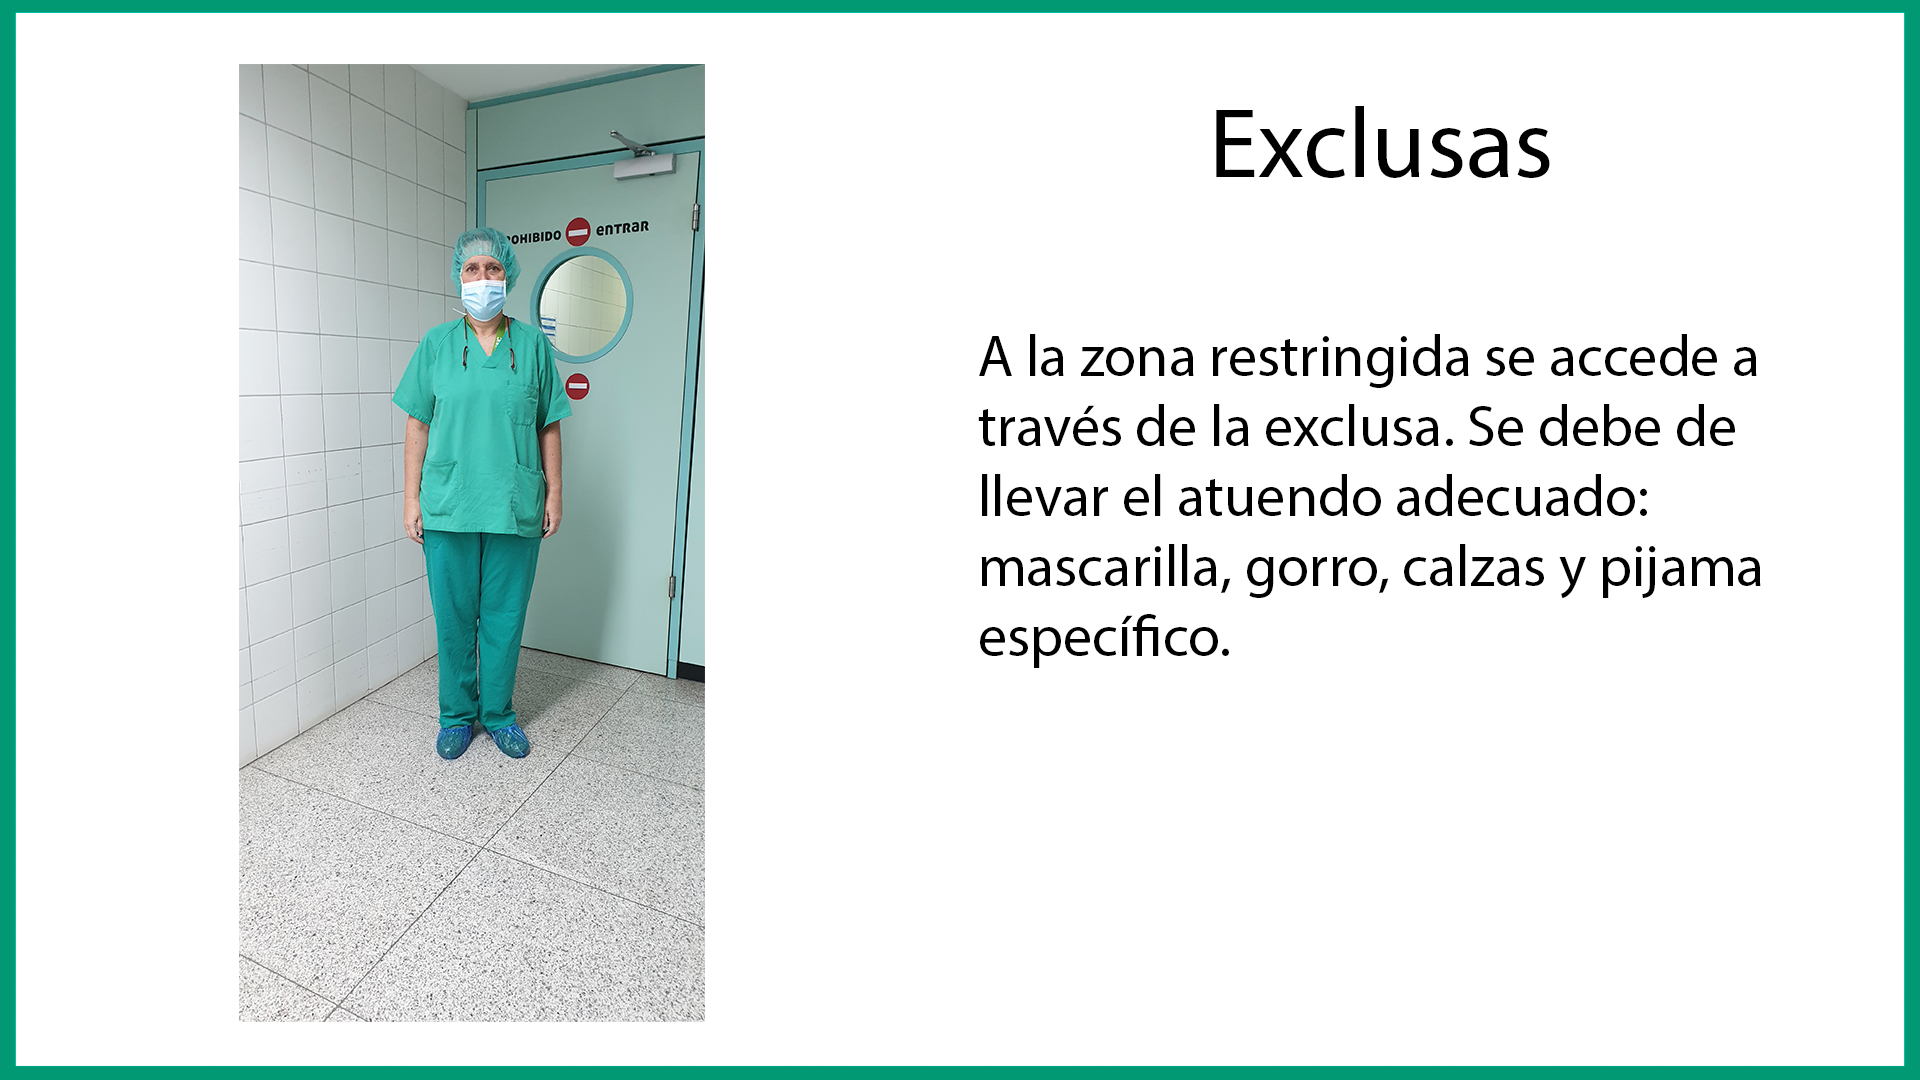 Exclusas
A la zona restringida se accede a
través de la exclusa. Se debe de
llevar el atuendo adecuado:
mascarilla, gorro, calzas y pijama
específico.
ENTRAR